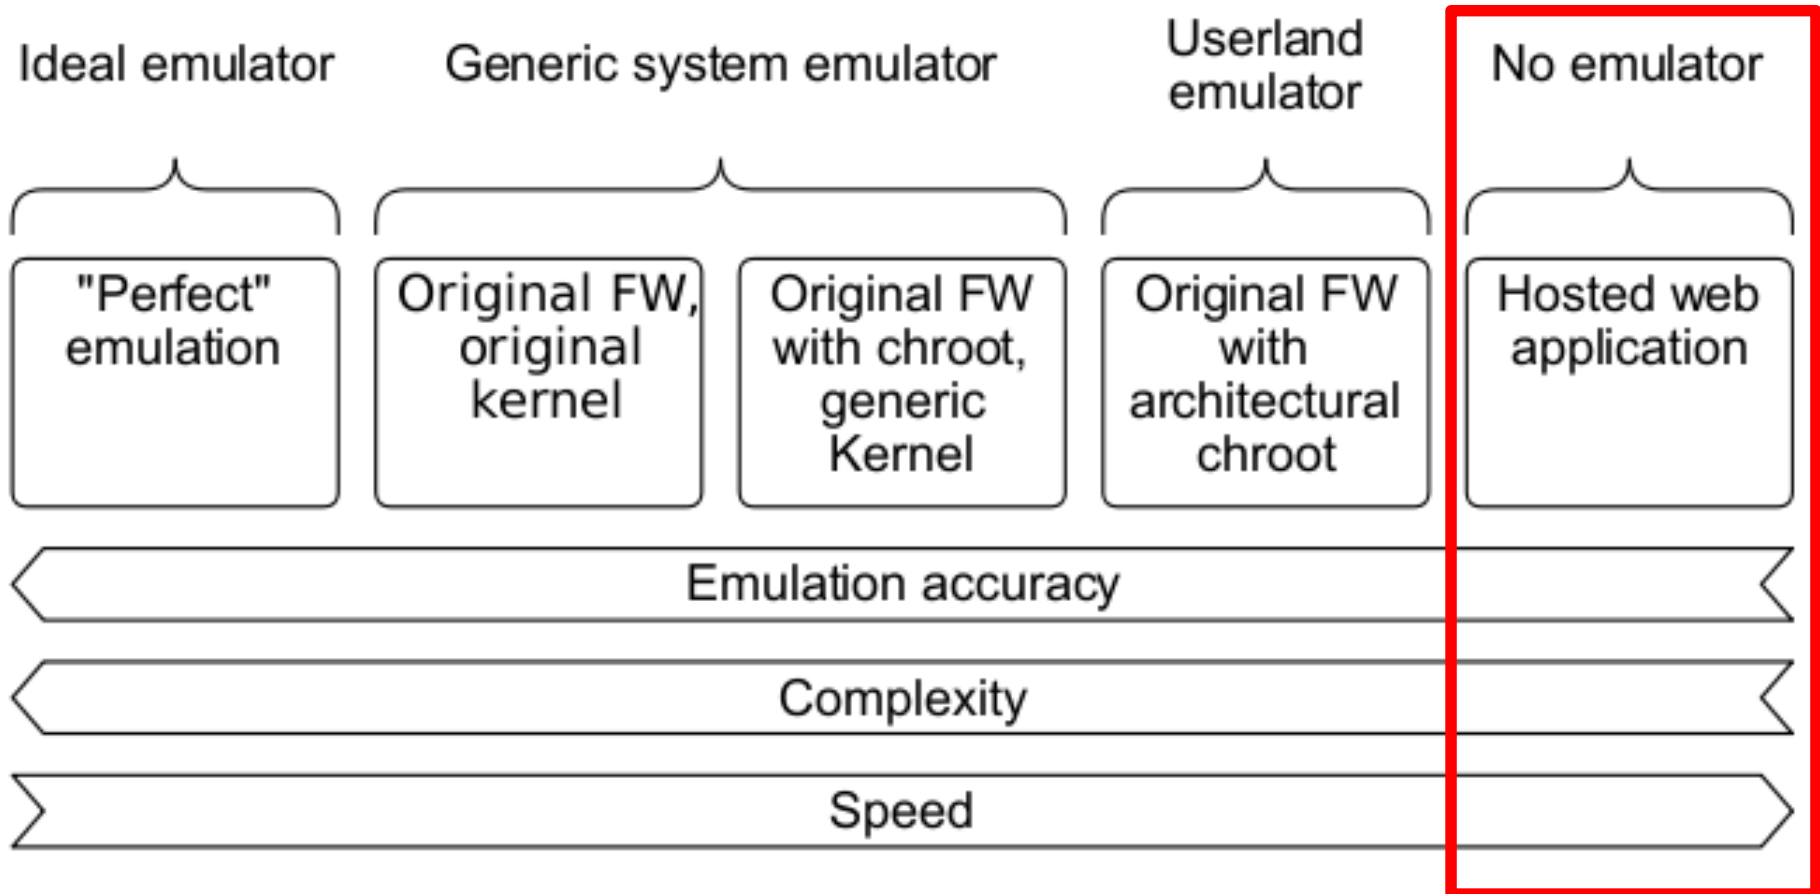 Ideal emulator
Generic system emulator
Userland
emulator
No emulator
"Perfect"
emulation
Original FW,
original
kernel
Original FW
with chroot,
generic
Kernel
Original FW
with
architectural
chroot
Hosted web
application
Emulation accuracy
Complexity
Speed